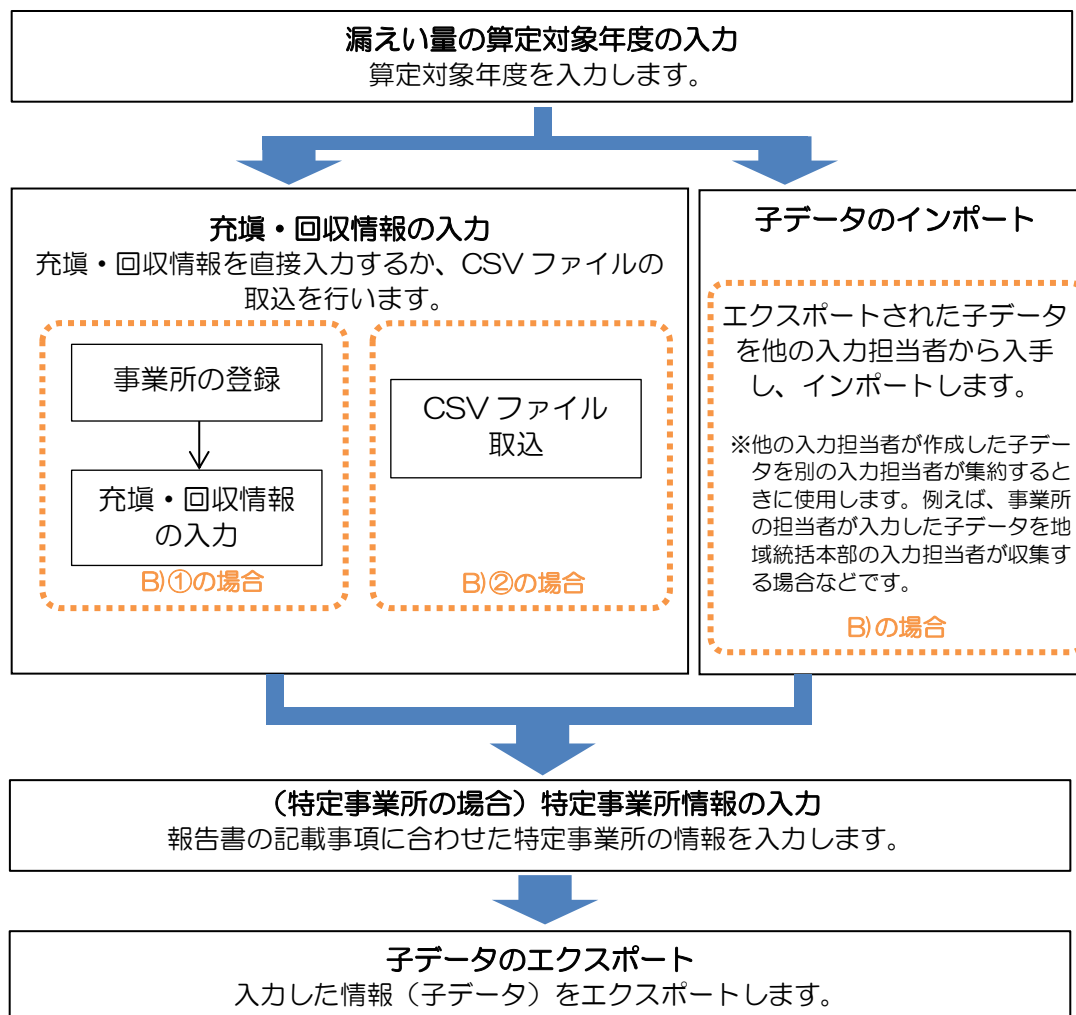 漏えい量の算定対象年度の入力
算定対象年度を入力します。
充塡・回収情報の入力
充塡・回収情報を直接入力するか、CSV ファイルの
取込を行います。
事業所の登録
充塡・回収情報
の入力
B)①の場合
CSV ファイル
取込
B)②の場合
子データのインポート
エクスポートされた子データ
を他の入力担当者から入手
し、インポートします。
※他の入力担当者が作成した子デー
タを別の入力担当者が集約すると
きに使用します。例えば、事業所
の担当者が入力した子データを地
域統括本部の入力担当者が収集す
る場合などです。
B)の場合
（特定事業所の場合）特定事業所情報の入力
報告書の記載事項に合わせた特定事業所の情報を入力します。
子データのエクスポート
入力した情報（子データ）をエクスポートします。